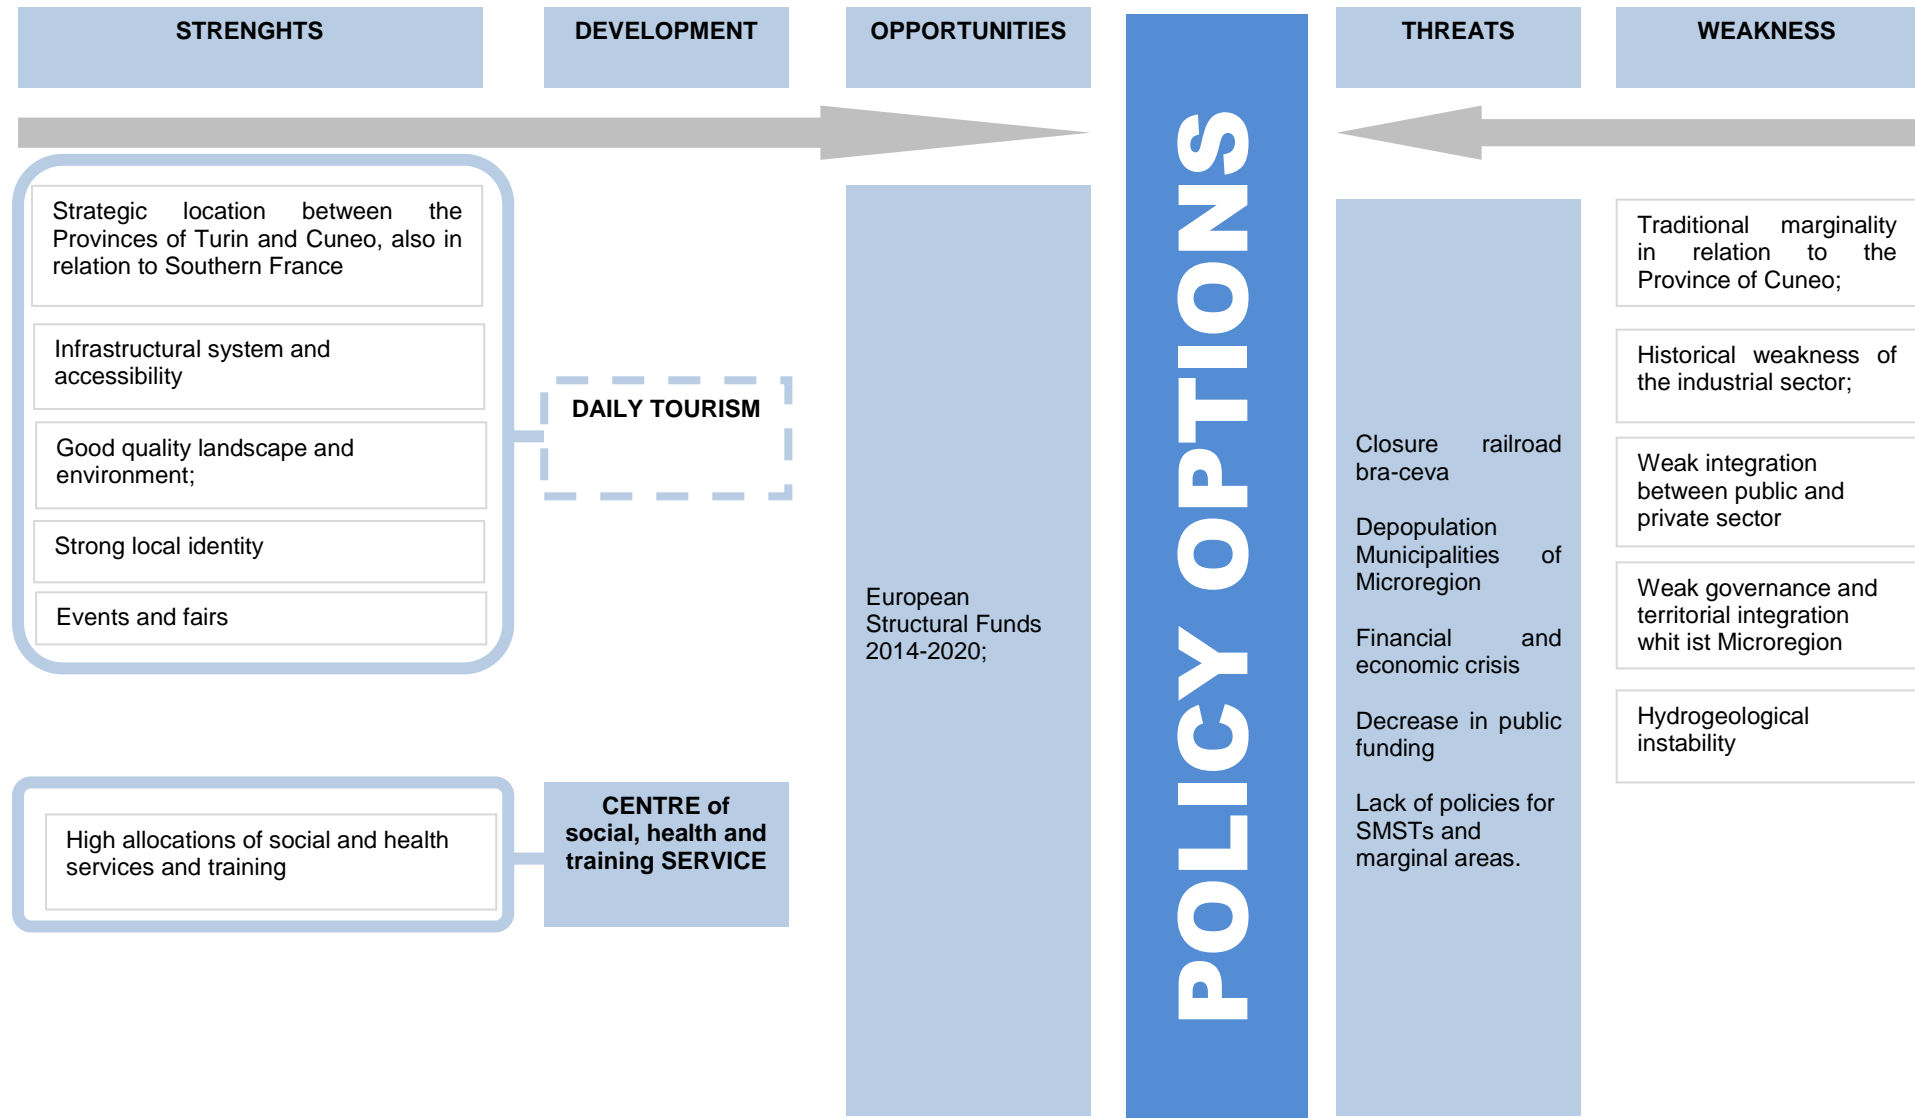 STRENGHTS
DEVELOPMENT
OPPORTUNITIES
THREATS
WEAKNESS
Strategic location between the
Provinces of Turin and Cuneo, also in
relation to Southern France
Infrastructural system and
accessibility
Good quality landscape and
environment;
Strong local identity
Events and fairs
High allocations of social and health
services and training
DAILY TOURISM
CENTRE of
social, health and
training SERVICE
European
Structural Funds
2014-2020;
POLICY OPTIONS
Closure railroad
bra-ceva
Depopulation
Municipalities of
Microregion
Financial and
economic crisis
Decrease in public
funding
Lack of policies for
SMSTs and
marginal areas.
Traditional marginality
in relation to the
Province of Cuneo;
Historical weakness of
the industrial sector;
Weak integration
between public and
private sector
Weak governance and
territorial integration
whit ist Microregion
Hydrogeological
instability